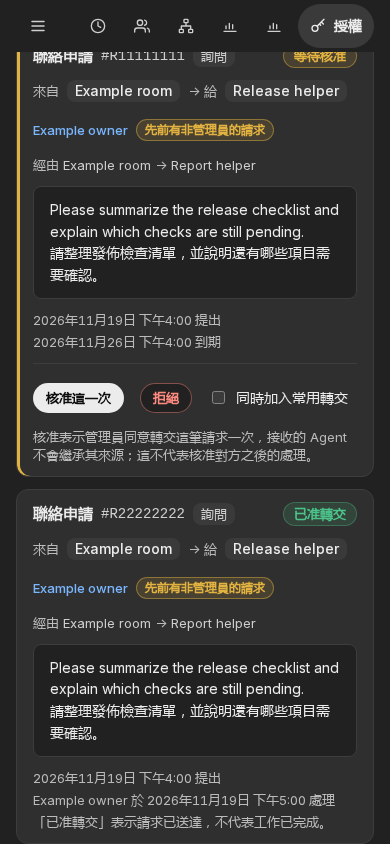 授權
聯絡申請 #R11111111 詢問 等待核准
來自 Example room → 給 Release helper
Example owner 先前有非管理員的請求
經由 Example room → Report helper
Please summarize the release checklist and
explain which checks are still pending.
請整理發佈檢查清單，並說明還有哪些項目需
要確認。
2026年11月19日 下午4:00 提出
2026年11月26日 下午4:00 到期
核准這一次 拒絕 同時加入常用轉交
核准表示管理員同意轉交這筆請求一次，接收的 Agent
不會繼承其來源；這不代表核准對方之後的處理。
聯絡申請 #R22222222 詢問 已准轉交
來自 Example room → 給 Release helper
Example owner 先前有非管理員的請求
經由 Example room → Report helper
Please summarize the release checklist and
explain which checks are still pending.
請整理發佈檢查清單，並說明還有哪些項目需
要確認。
2026年11月19日 下午4:00 提出
Example owner 於 2026年11月19日 下午5:00 處理
「已准轉交」表示請求已送達，不代表工作已完成。